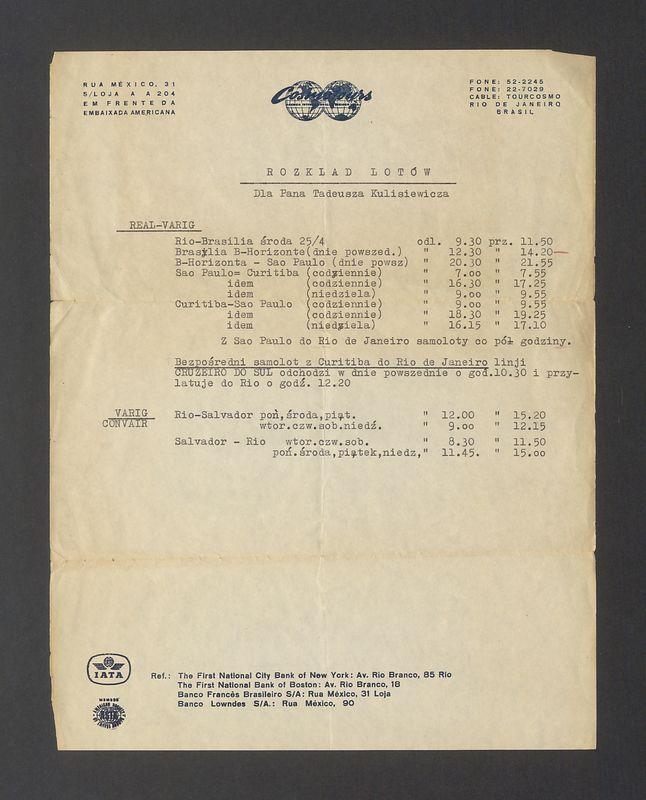 RUA MÉXICO, 31
S/LOJA A A 204
EM FRENTE DA
EMBAIXADA AMERICANA
FONE: 52-2245
FONE: 22-7029
CABLE: TOURCOSMO
RIO DE JANEIRO
BRASIL
ROZKŁAD LOTÓW
Dla Pana Tadeusza Kulisiewicza
REAL-VARIG
Rio-Brasilia środa 25/4 odl. 9.30 prz. 11.50
Brasylia B-Horizonte(dnie powszed.) " 12.30 " 14.20
B-Horizonta - Sao Paulo (dnie powsz) " 20.30 " 21.55
Sao Paulo= Curitiba (codziennie) " 7.oo " 7.55
idem (codziennie) " 16.30 " 17.25
idem (niedziela) " 9.oo " 9.55
Curitiba-Sao Paulo (codziennie) " 9.oo " 9.55
idem (codziennie) " 18.30 " 19.25
idem (niedziela) " 16.15 " 17.10
Z Sao Paulo do Rio de Janeiro samoloty co pół godziny.
Bezpośredni samolot z Curitiba do Rio de Janeiro linji
CRUZEIRO DO SUL odchodzi w dnie powszednie o god.10.30 i przy-
latuje do Rio o godź. 12.20
VARIG
CONVAIR
Rio-Salvador poń,środa,piąt. " 12.00 " 15.20
wtor.czw.sob.niedź. " 9.oo " 12.15
Salvador - Rio wtor.czw.sob. " 8.30 " 11.50
poń.środa,piątek,niedz," 11.45. " 15.oo
IATA
Ref.: The First National City Bank of New York: Av. Rio Branco, 85 Rio
The First National Bank of Boston: Av. Rio Branco, 18
Banco Francês Brasileiro S/A: Rua México, 31 Loja
Banco Lowndes S/A.: Rua México, 90
MEMBER